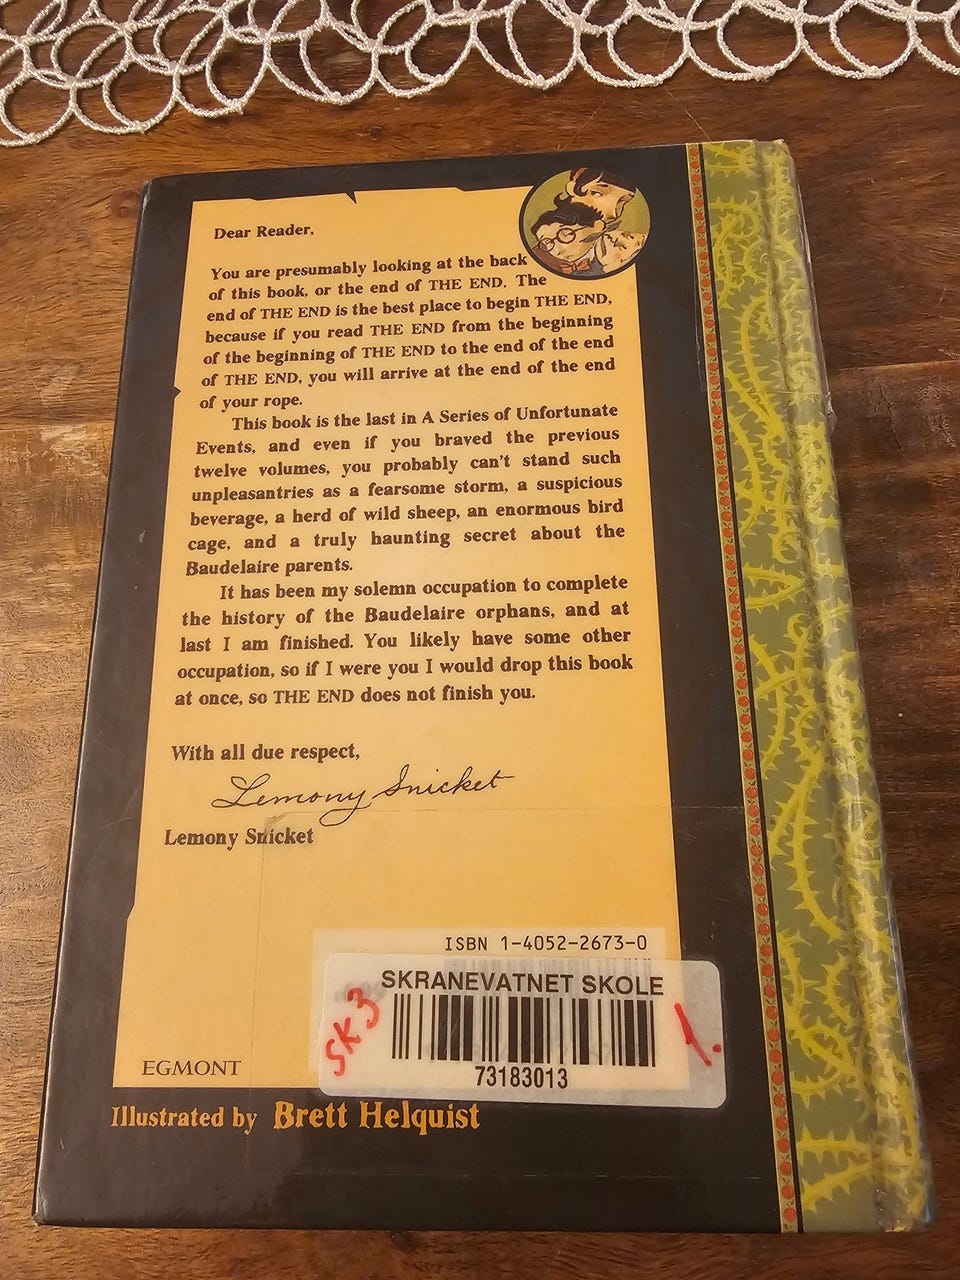 Dear Reader,
You are presumably looking at the back
of this book, or the end of THE END. The
end of THE END is the best place to begin THE END,
because if you read THE END from the beginning
of the beginning of THE END to the end of the end
of THE END, you will arrive at the end of the end
of your rope.
This book is the last in A Series of Unfortunate
Events, and even if you braved the previous
twelve volumes, you probably can't stand such
unpleasantries as a fearsome storm, a suspicious
beverage, a herd of wild sheep, an enormous bird
cage, and a truly haunting secret about the
Baudelaire parents.
It has been my solemn occupation to complete
the history of the Baudelaire orphans, and at
last I am finished. You likely have some other
occupation, so if I were you I would drop this book
at once, so THE END does not finish you.
With all due respect,
Lemony Snicket
Lemony Snicket
ISBN 1-4052-2673-0
SKRANEVATNET SKOLE
SK3
1.
73183013
EGMONT
Illustrated by Brett Helquist